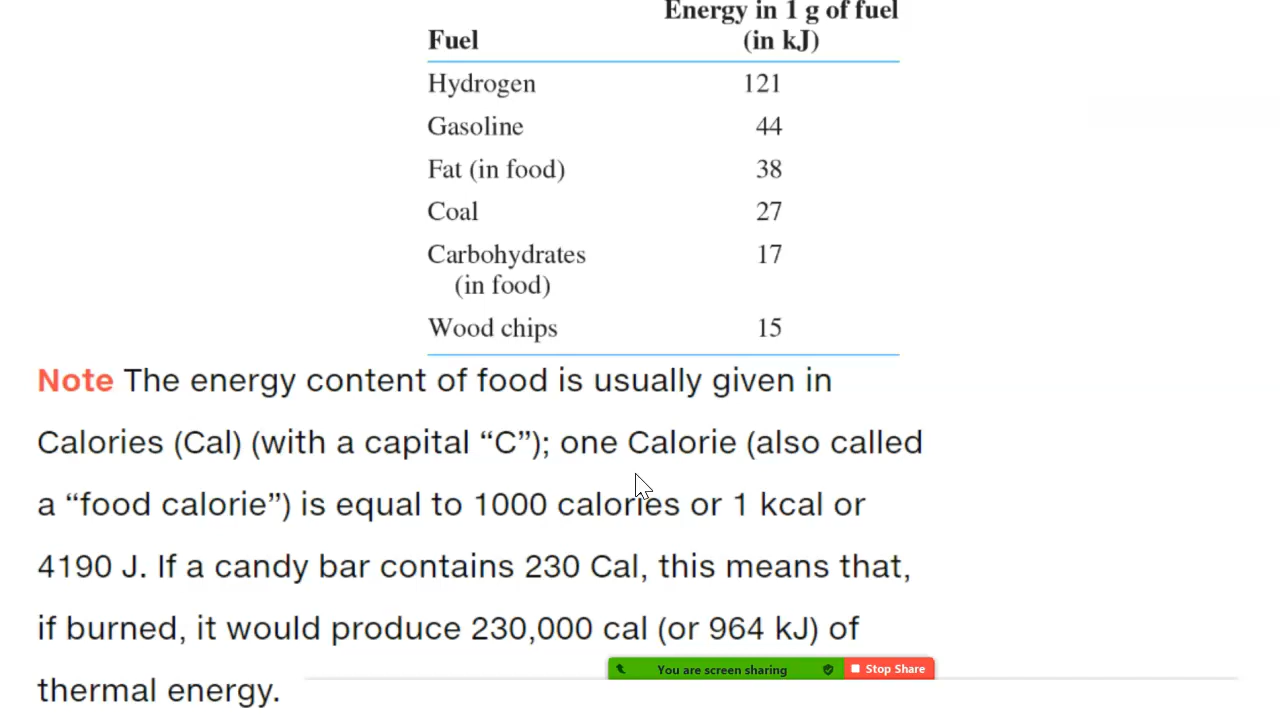 Energy in 1 g of fuel
Fuel (in kJ)
Hydrogen 121
Gasoline 44
Fat (in food) 38
Coal 27
Carbohydrates 17
(in food)
Wood chips 15
Note The energy content of food is usually given in
Calories (Cal) (with a capital “C”); one Calorie (also called
a “food calorie”) is equal to 1000 calories or 1 kcal or
4190 J. If a candy bar contains 230 Cal, this means that,
if burned, it would produce 230,000 cal (or 964 kJ) of
You are screen sharing Stop Share
thermal energy.